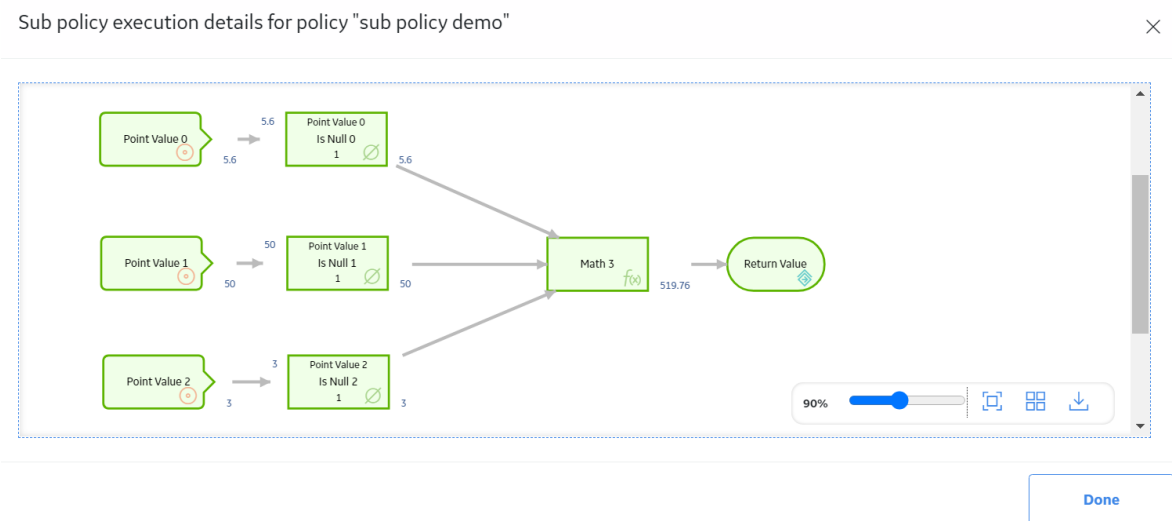 Sub policy execution details for policy "sub policy demo"
Point Value 0
5.6
5.6
Point Value 0
Is Null 0
1
5.6
Point Value 1
50
50
Point Value 1
Is Null 1
1
50
Math 3
f(x)
519.76
Return Value
Point Value 2
3
3
Point Value 2
Is Null 2
1
3
90%
Done